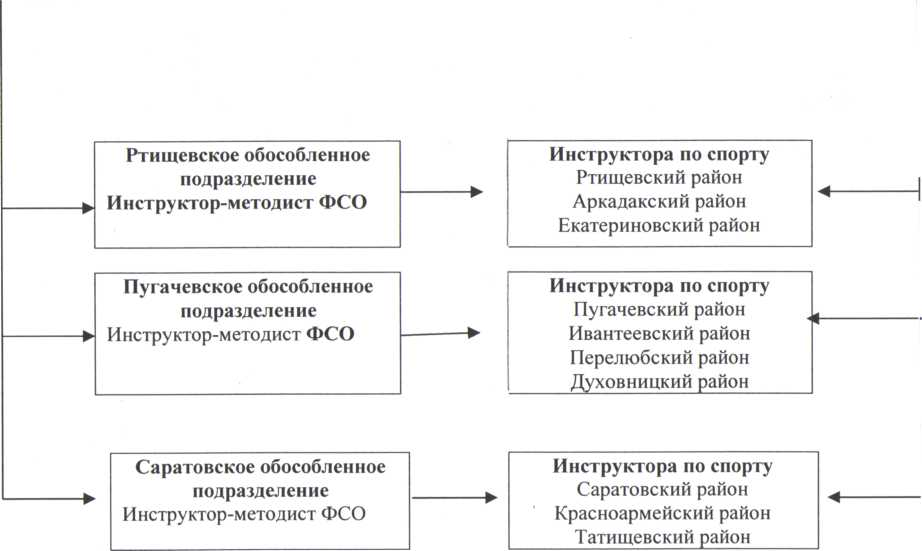 Ртищевское обособленное
подразделение
Инструктор-методист ФСО
Инструктора по спорту
Ртищевский район
Аркадакский район
Екатериновский район
Пугачевское обособленное
подразделение
Инструктор-методист ФСО
Инструктора по спорту
Пугачевский район
Ивантеевский район
Перелюбский район
Духовницкий район
Саратовское обособленное
подразделение
Инструктор-методист ФСО
Инструктора по спорту
Саратовский район
Красноармейский район
Татищевский район